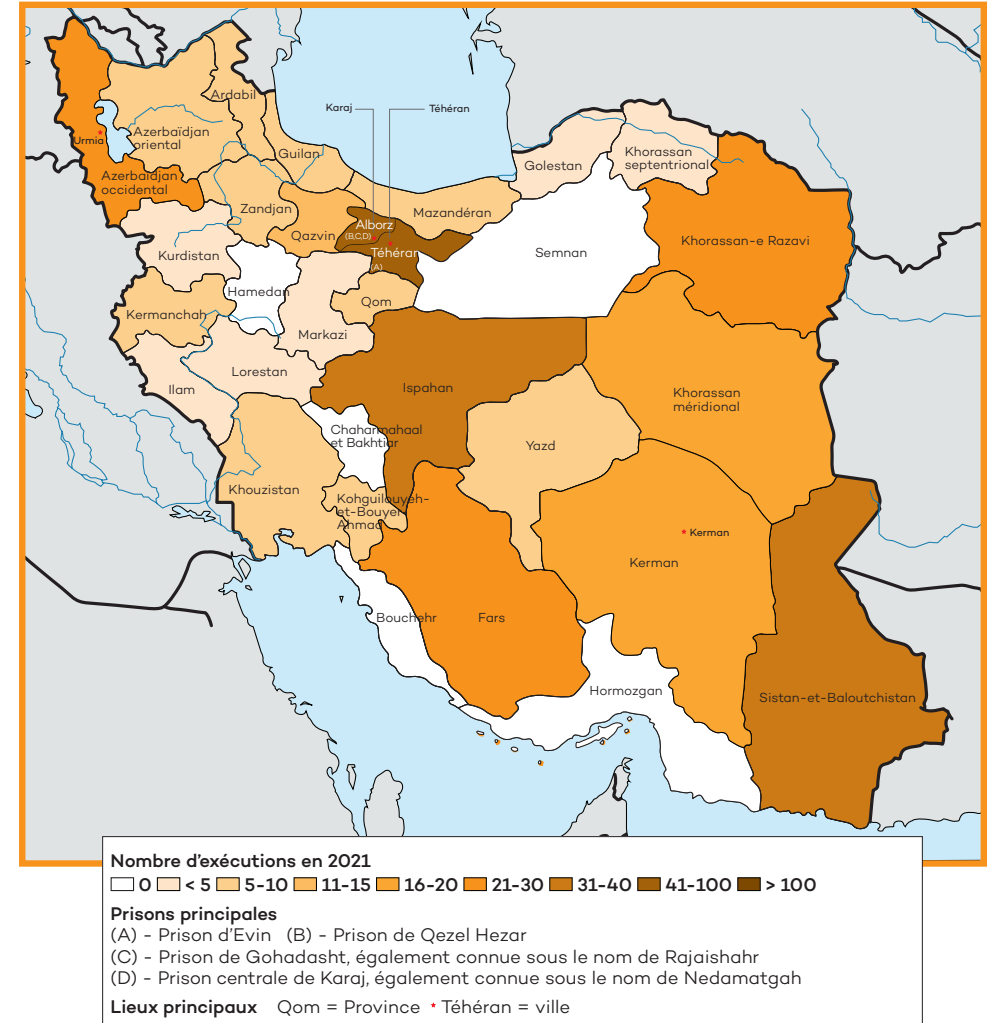 Ardabil
Karaj
Téhéran
Urmia
Azerbaïdjan
oriental
Guilan
Golestan
Khorassan
septentrional
Azerbaïdjan
occidental
Zandjan
Mazandéran
Qazvin
Alborz
(B,C,D)
Téhéran
(A)
Khorassan-e Razavi
Semnan
Kurdistan
Hamedan
Qom
Kermanchah
Markazi
Lorestan
Ilam
Ispahan
Khorassan
méridional
Chaharmahaal
et Bakhtiar
Yazd
Khouzistan
Kohguilouyeh-
et-Bouyer
Ahmad
Kerman
Kerman
Bouchehr
Fars
Hormozgan
Sistan-et-Baloutchistan
Nombre d'exécutions en 2021
0 < 5 5-10 11-15 16-20 21-30 31-40 41-100 > 100
Prisons principales
(A) - Prison d'Evin (B) - Prison de Qezel Hezar
(C) - Prison de Gohadasht, également connue sous le nom de Rajaishahr
(D) - Prison centrale de Karaj, également connue sous le nom de Nedamatgah
Lieux principaux Qom = Province * Téhéran = ville